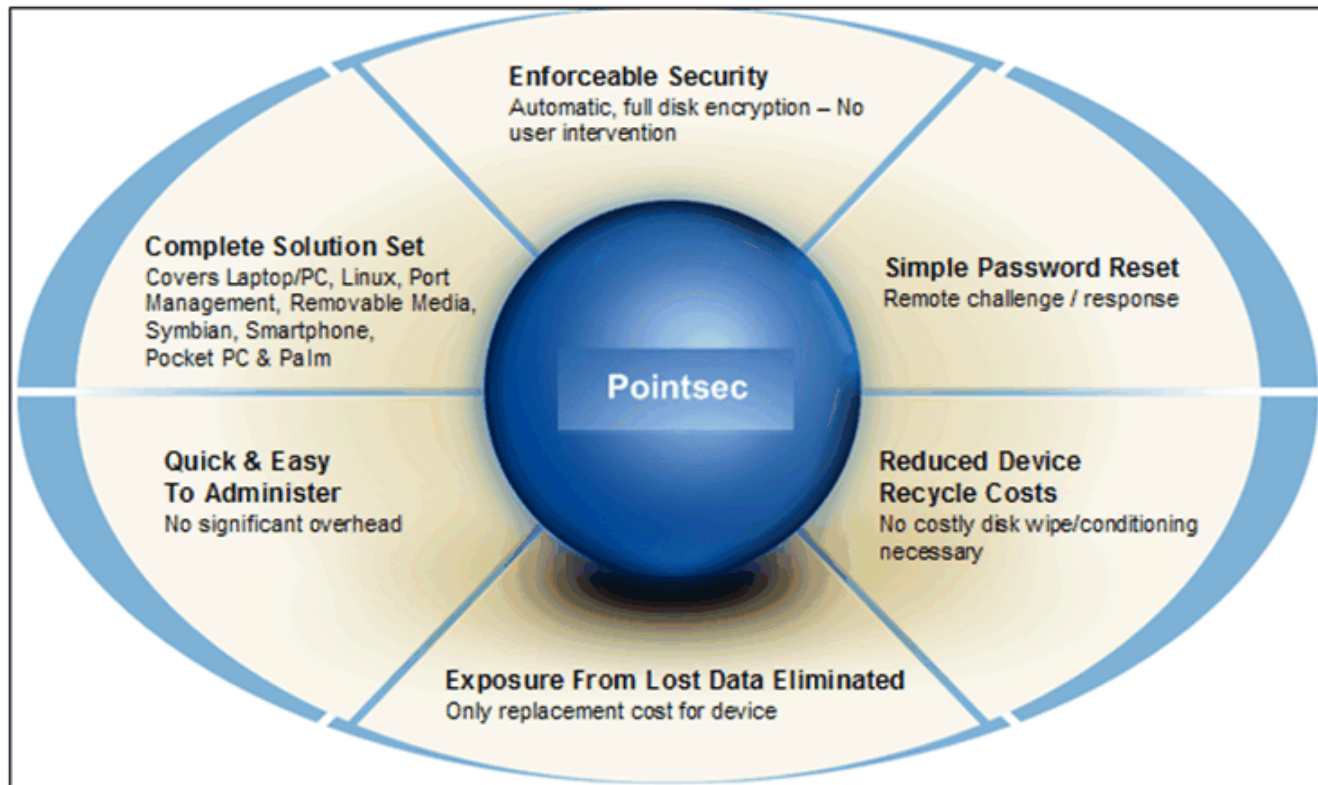 Enforceable Security
Automatic, full disk encryption – No
user intervention
Complete Solution Set
Covers Laptop/PC, Linux, Port
Management, Removable Media,
Symbian, Smartphone,
Pocket PC & Palm
Simple Password Reset
Remote challenge / response
Pointsec
Quick & Easy
To Administer
No significant overhead
Reduced Device
Recycle Costs
No costly disk wipe/conditioning
necessary
Exposure From Lost Data Eliminated
Only replacement cost for device